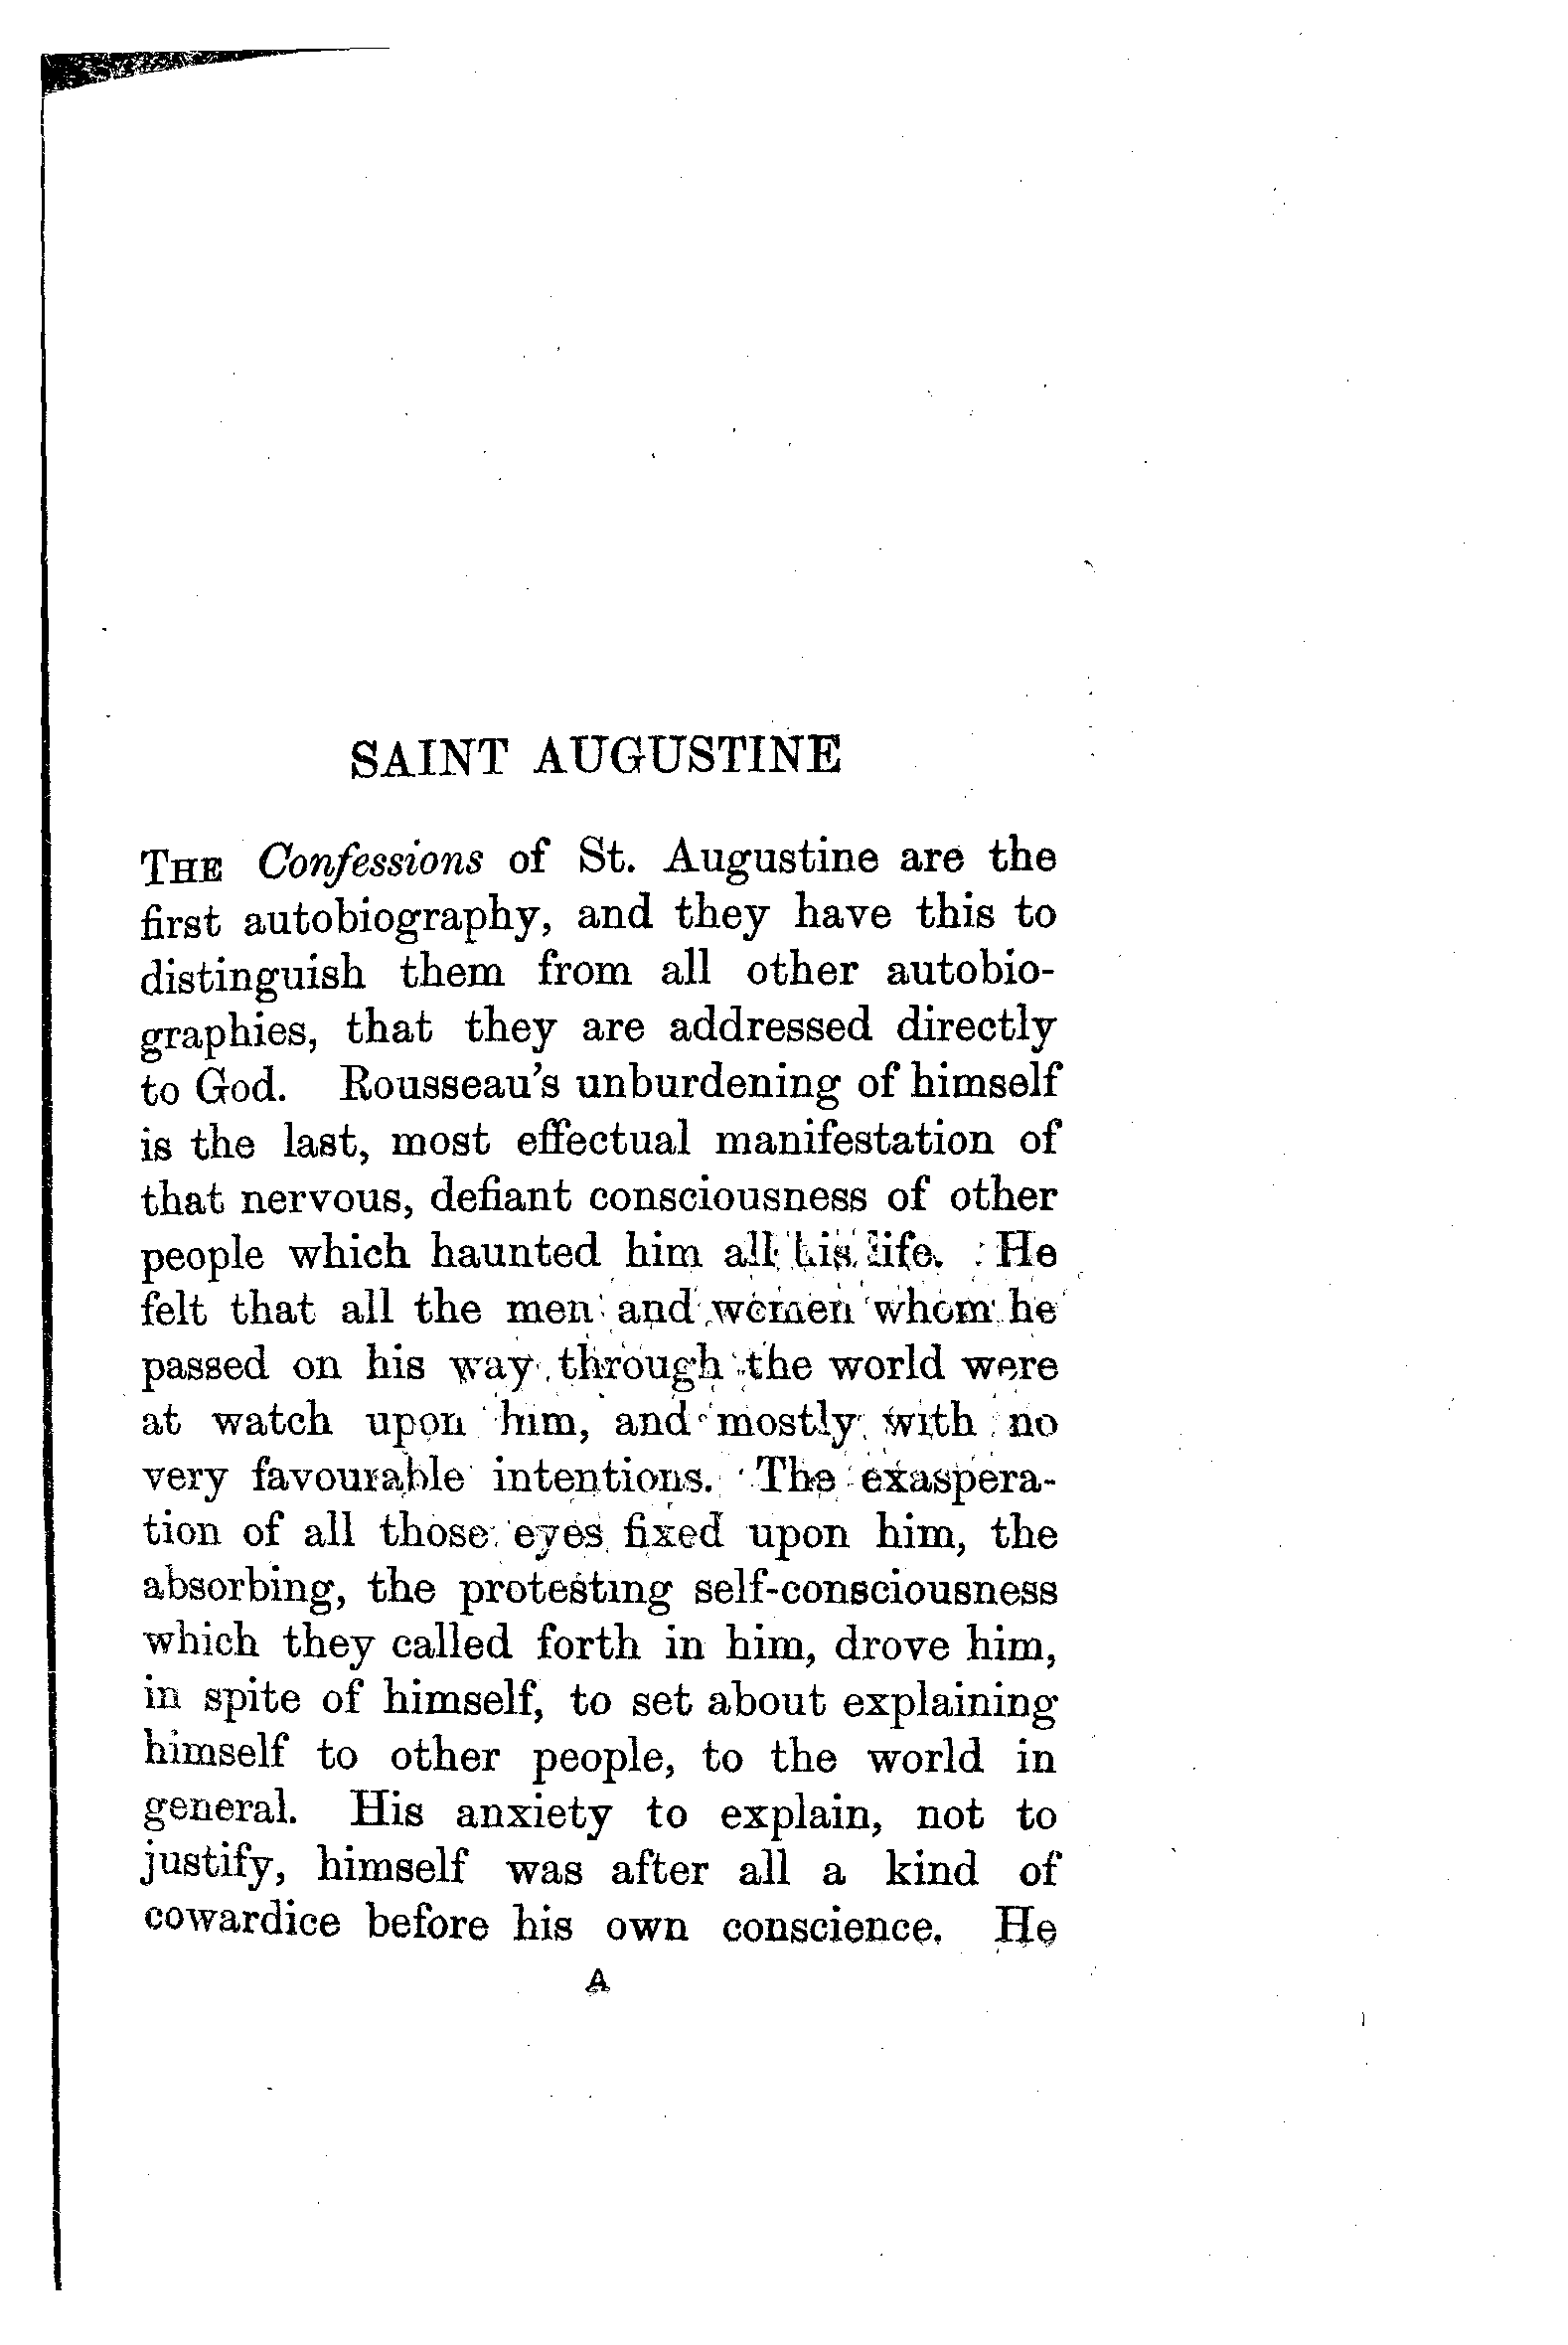 SAINT AUGUSTINE
THE Confessions of St. Augustine are the
first autobiography, and they have this to
distinguish them from all other autobio-
graphies, that they are addressed directly
to God. Rousseau's unburdening of himself
is the last, most effectual manifestation of
that nervous, defiant consciousness of other
people which haunted him all his life. He
felt that all the men and women whom he
passed on his way through the world were
at watch upon him, and mostly with no
very favourable intentions. The exaspera-
tion of all those eyes fixed upon him, the
absorbing, the protesting self-consciousness
which they called forth in him, drove him,
in spite of himself, to set about explaining
himself to other people, to the world in
general. His anxiety to explain, not to
justify, himself was after all a kind of
cowardice before his own conscience. He
A